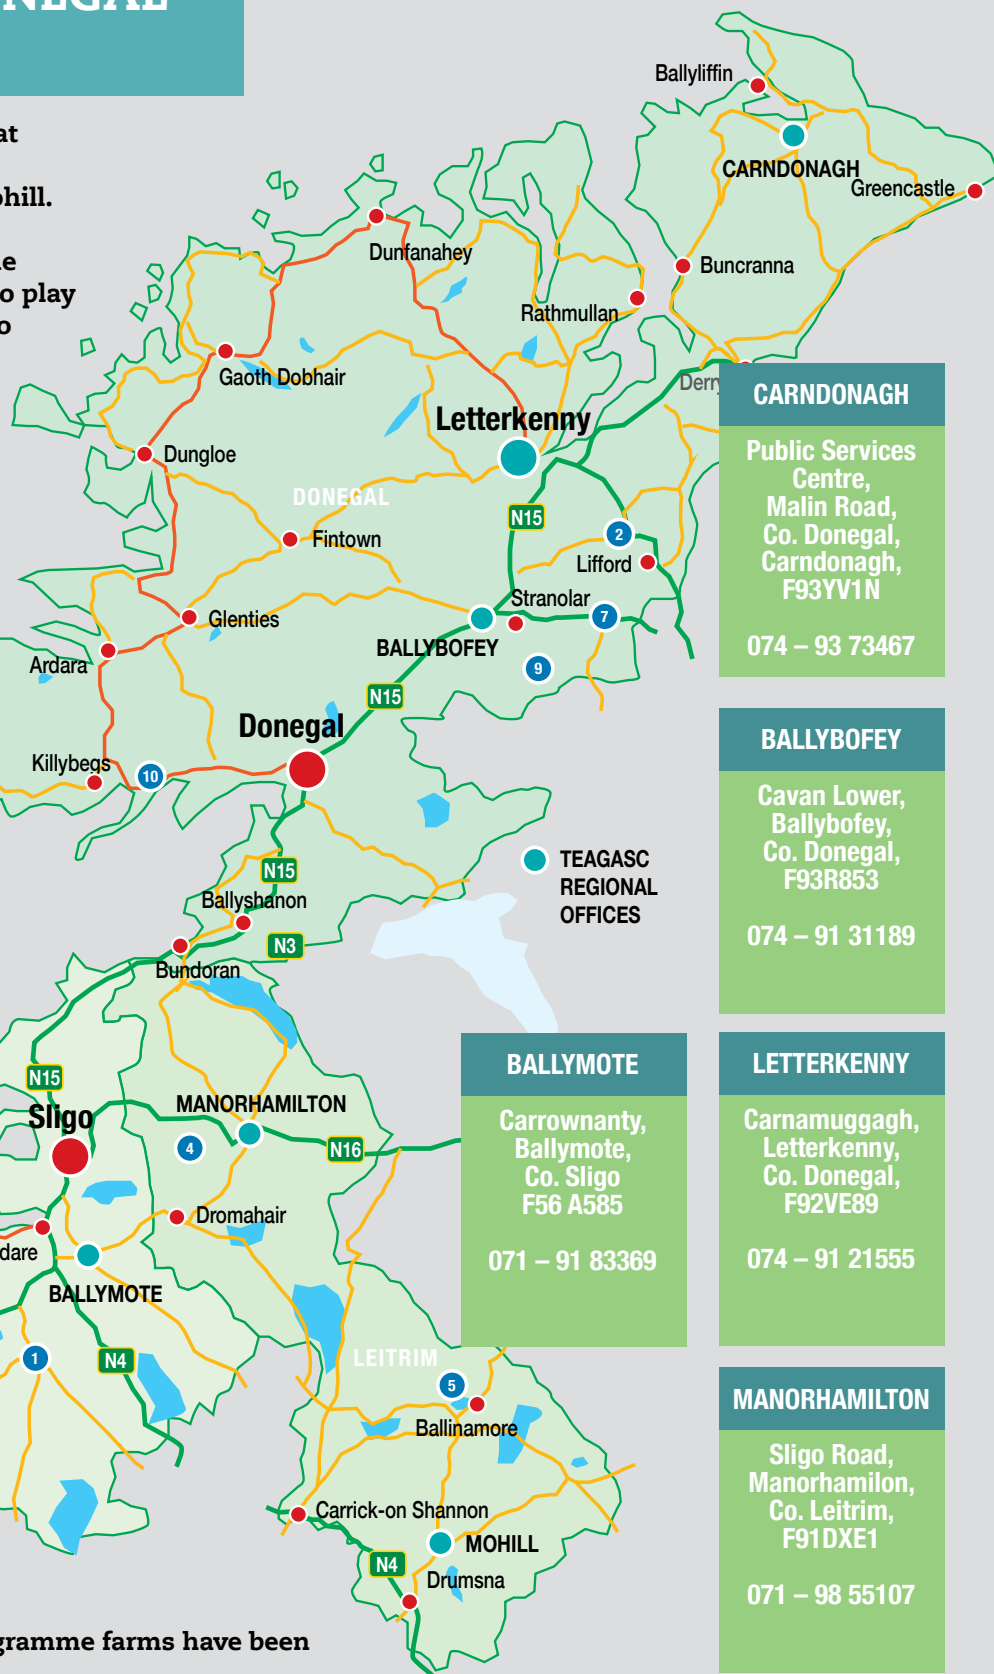 NEGAL
at
hill.
e
o play
o
Ballyliffin
CARNDONAGH
Greencastle
Dunfanahey
Buncranna
Rathmullan
Gaoth Dobhair
Derry
Letterkenny
Dungloe
DONEGAL
N15
Fintown
2
Lifford
Stranolar
Glenties
7
BALLYBOFEY
Ardara
9
N15
Donegal
Killybegs
10
TEAGASC
REGIONAL
OFFICES
N15
Ballyshanon
N3
Bundoran
N15
Sligo
MANORHAMILTON
4
N16
Dromahair
dare
BALLYMOTE
1
N4
LEITRIM
5
Ballinamore
Carrick-on Shannon
MOHILL
N4
Drumsna
gramme farms have been
CARNDONAGH
Public Services
Centre,
Malin Road,
Co. Donegal,
Carndonagh,
F93YV1N
074 – 93 73467
BALLYBOFEY
Cavan Lower,
Ballybofey,
Co. Donegal,
F93R853
074 – 91 31189
BALLYMOTE
Carrownanty,
Ballymote,
Co. Sligo
F56 A585
071 – 91 83369
LETTERKENNY
Carnamuggagh,
Letterkenny,
Co. Donegal,
F92VE89
074 – 91 21555
MANORHAMILTON
Sligo Road,
Manorhamilon,
Co. Leitrim,
F91DXE1
071 – 98 55107